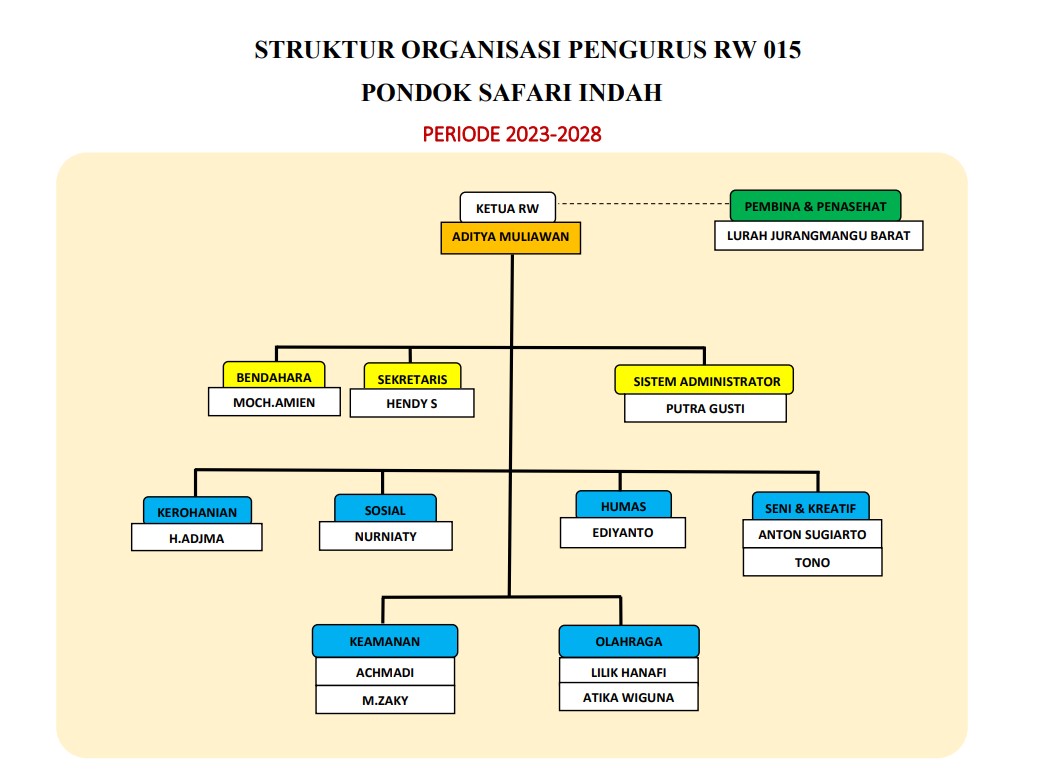 STRUKTUR ORGANISASI PENGURUS RW 015
PONDOK SAFARI INDAH
PERIODE 2023-2028
KETUA RW
ADITYA MULIAWAN
PEMBINA & PENASEHAT
LURAH JURANGMANGU BARAT
BENDAHARA
MOCH.AMIEN
SEKRETARIS
HENDY S
SISTEM ADMINISTRATOR
PUTRA GUSTI
KEROHANIAN
H.ADJMA
SOSIAL
NURNIATY
HUMAS
EDIYANTO
SENI & KREATIF
ANTON SUGIARTO
TONO
KEAMANAN
ACHMADI
M.ZAKY
OLAHRAGA
LILIK HANAFI
ATIKA WIGUNA